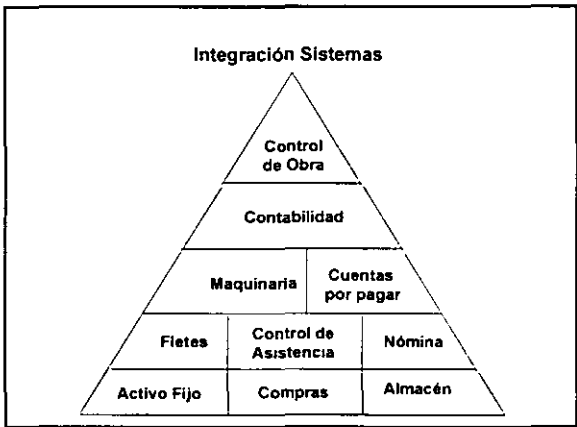 Integración Sistemas
Control
de Obra
Contabilidad
Maquinaria
Cuentas
por pagar
Fletes
Control de
Asistencia
Nómina
Activo Fijo
Compras
Almacén